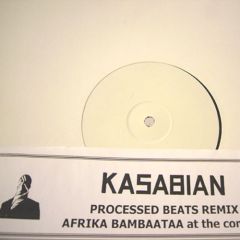 KASABIAN
PROCESSED BEATS REMIX
AFRIKA BAMBAATAA at the con